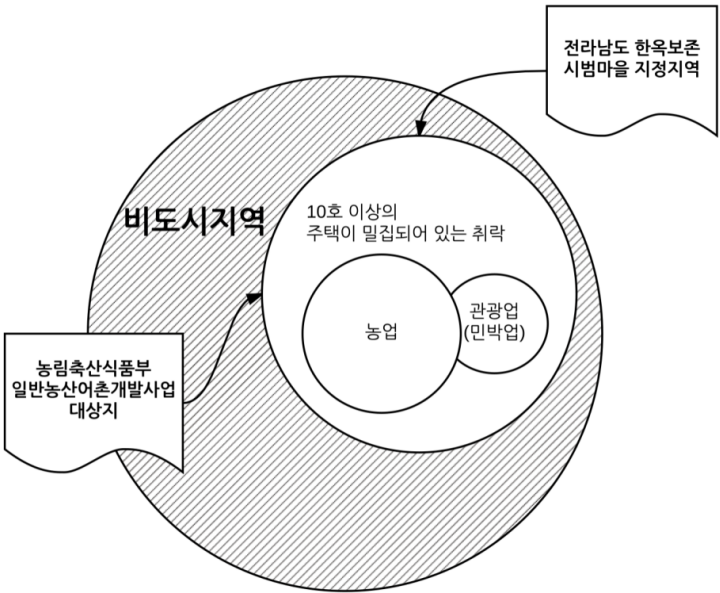 전라남도 한옥보존
시범마을 지정지역
비도시지역
10호 이상의
주택이 밀집되어 있는 취락
농업
관광업
(민박업)
농림축산식품부
일반농산어촌개발사업
대상지